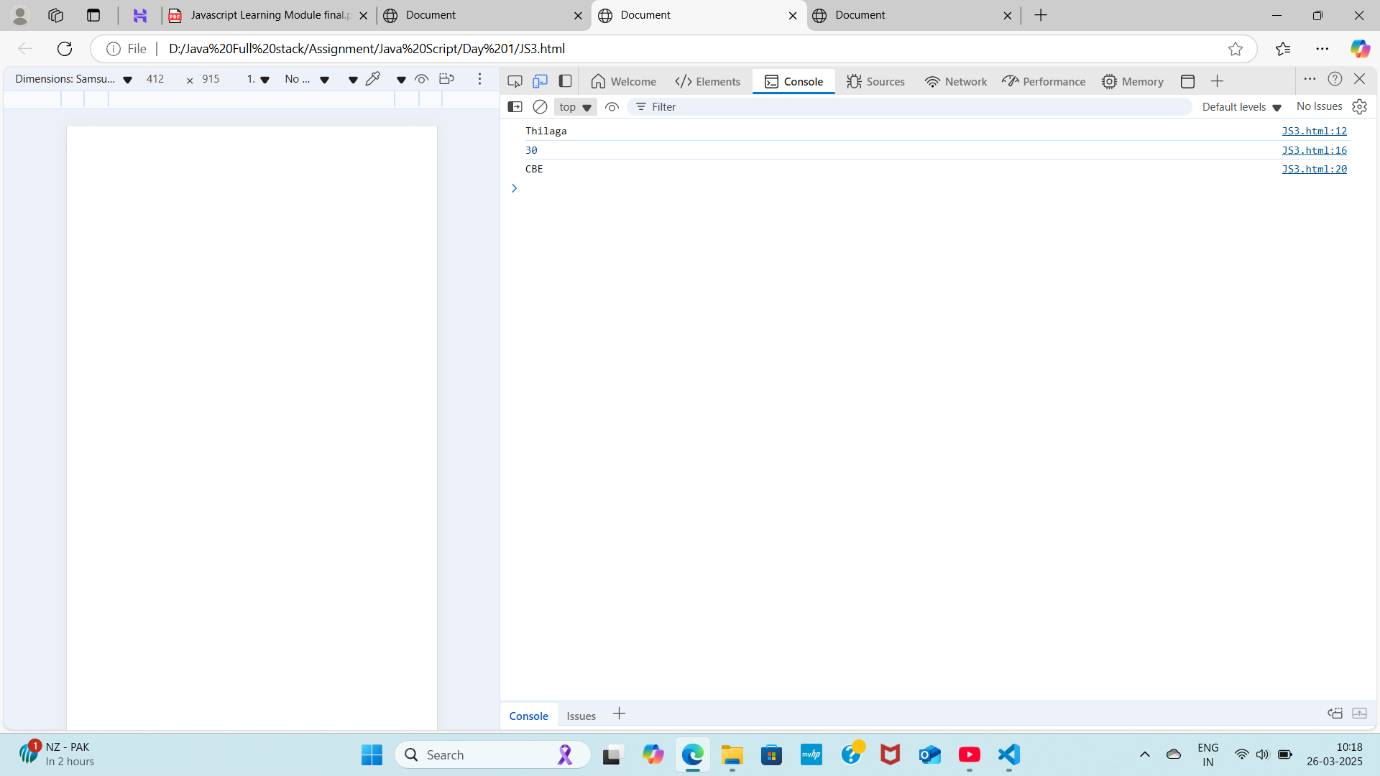 Javascript Learning Module final.p
Document
Document
Document
File
D:/Java%20Full%20stack/Assignment/Java%20Script/Day%201/JS3.html
Dimensions: Samsu... 412 × 915 1. No ...
Welcome Elements Console Sources Network Performance Memory
top Filter Default levels No Issues
Thilaga JS3.html:12
30 JS3.html:16
CBE JS3.html:20
Console Issues
1 NZ - PAK
In 2 hours
Search
PRE
myhp
ENG
IN
10:18
26-03-2025